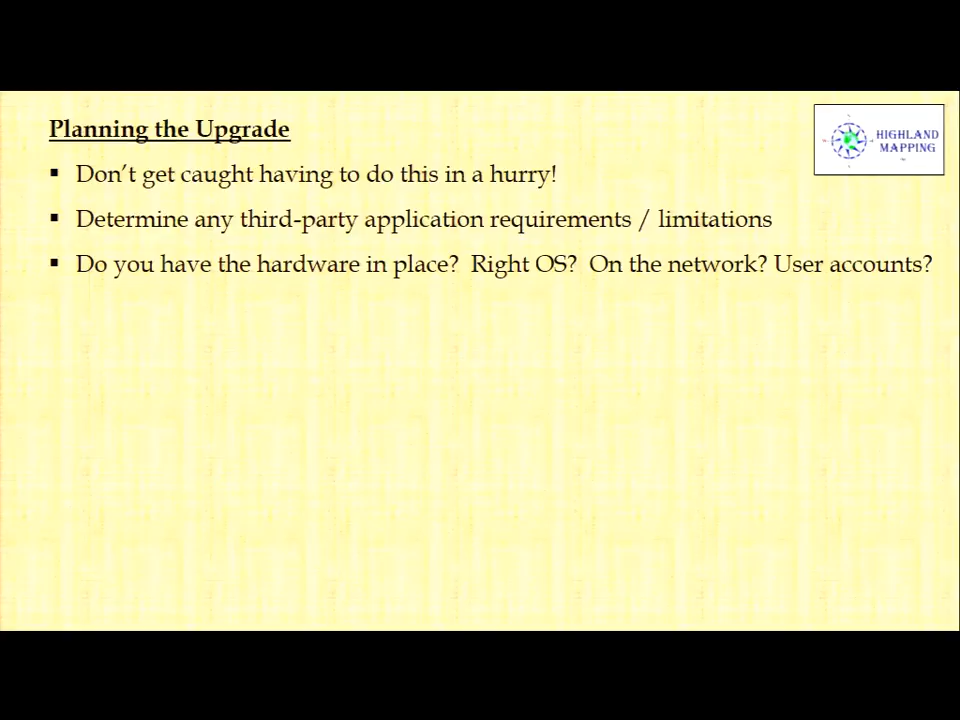 Planning the Upgrade
HIGHLAND
MAPPING
▪ Don't get caught having to do this in a hurry!
▪ Determine any third-party application requirements / limitations
▪ Do you have the hardware in place?  Right OS?  On the network? User accounts?